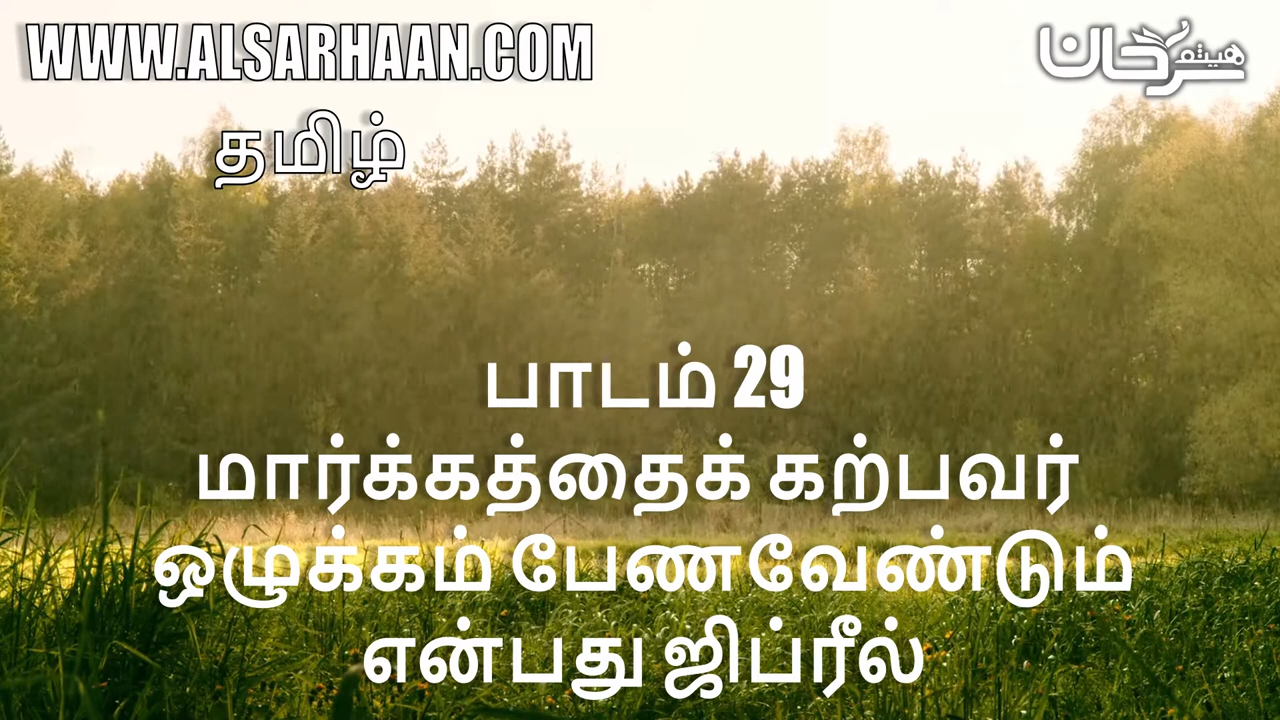 WWW.ALSARHAAN.COM
هيثم سرحان
தமிழ்
பாடம் 29
மார்க்கத்தைக் கற்பவர்
ஒழுக்கம் பேணவேண்டும்
என்பது ஜிப்ரீல்